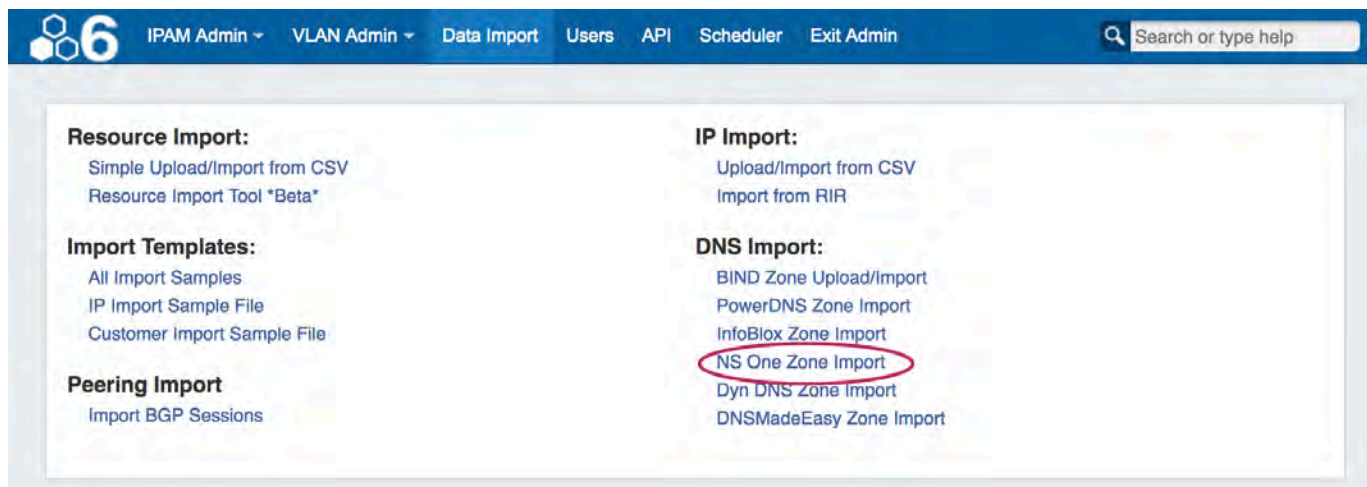 6 IPAM Admin VLAN Admin Data Import Users API Scheduler Exit Admin Search or type help
Resource Import:
Simple Upload/Import from CSV
Resource Import Tool *Beta*
Import Templates:
All Import Samples
IP Import Sample File
Customer Import Sample File
Peering Import
Import BGP Sessions
IP Import:
Upload/Import from CSV
Import from RIR
DNS Import:
BIND Zone Upload/Import
PowerDNS Zone Import
InfoBlox Zone Import
NS One Zone Import
Dyn DNS Zone Import
DNSMadeEasy Zone Import